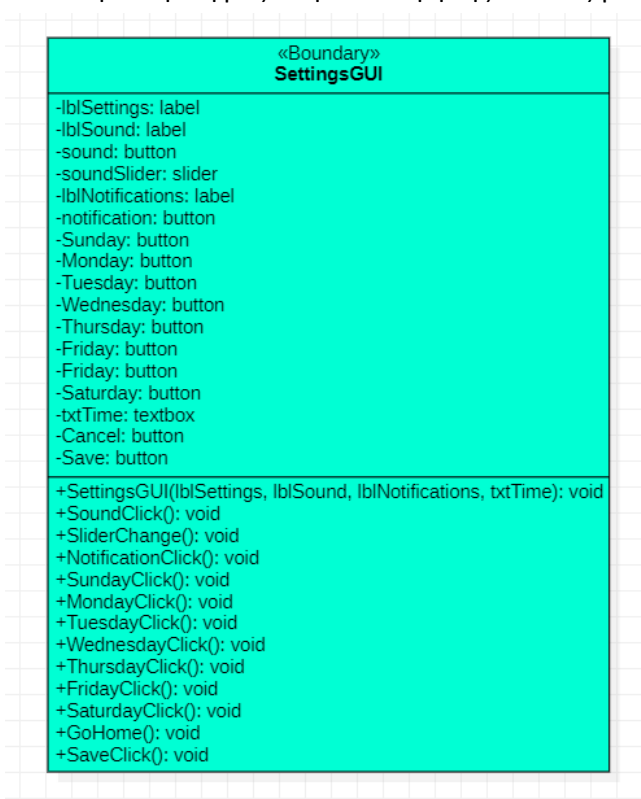 «Boundary»
SettingsGUI
-lblSettings: label
-lblSound: label
-sound: button
-soundSlider: slider
-lblNotifications: label
-notification: button
-Sunday: button
-Monday: button
-Tuesday: button
-Wednesday: button
-Thursday: button
-Friday: button
-Friday: button
-Saturday: button
-txtTime: textbox
-Cancel: button
-Save: button
+SettingsGUI(lblSettings, lblSound, lblNotifications, txtTime): void
+SoundClick(): void
+SliderChange(): void
+NotificationClick(): void
+SundayClick(): void
+MondayClick(): void
+TuesdayClick(): void
+WednesdayClick(): void
+ThursdayClick(): void
+FridayClick(): void
+SaturdayClick(): void
+GoHome(): void
+SaveClick(): void